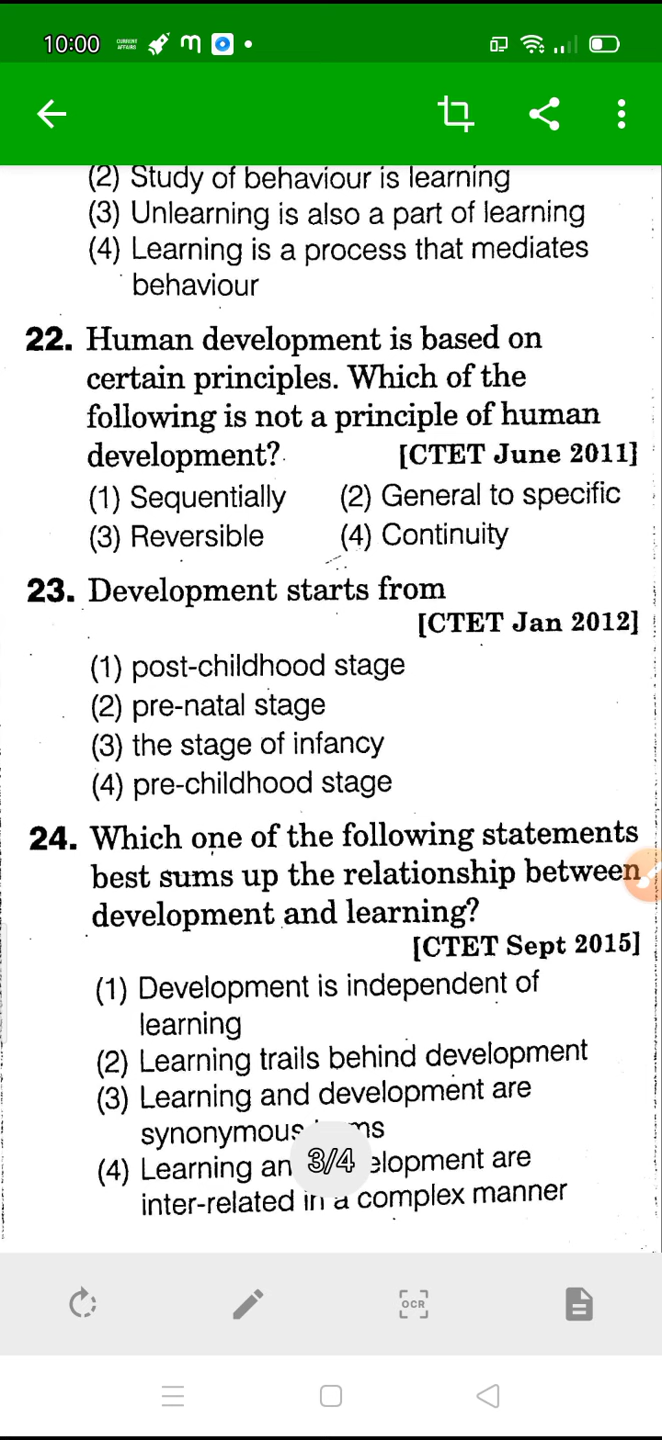 10:00 CURRENT AFFAIRS m
(2) Study of behaviour is learning
(3) Unlearning is also a part of learning
(4) Learning is a process that mediates
behaviour
22. Human development is based on
certain principles. Which of the
following is not a principle of human
development? [CTET June 2011]
(1) Sequentially (2) General to specific
(3) Reversible (4) Continuity
23. Development starts from
[CTET Jan 2012]
(1) post-childhood stage
(2) pre-natal stage
(3) the stage of infancy
(4) pre-childhood stage
24. Which one of the following statements
best sums up the relationship between
development and learning?
[CTET Sept 2015]
(1) Development is independent of
learning
(2) Learning trails behind development
(3) Learning and development are
synonymous
(4) Learning 3/4 are
inter-related in a complex manner
OCR